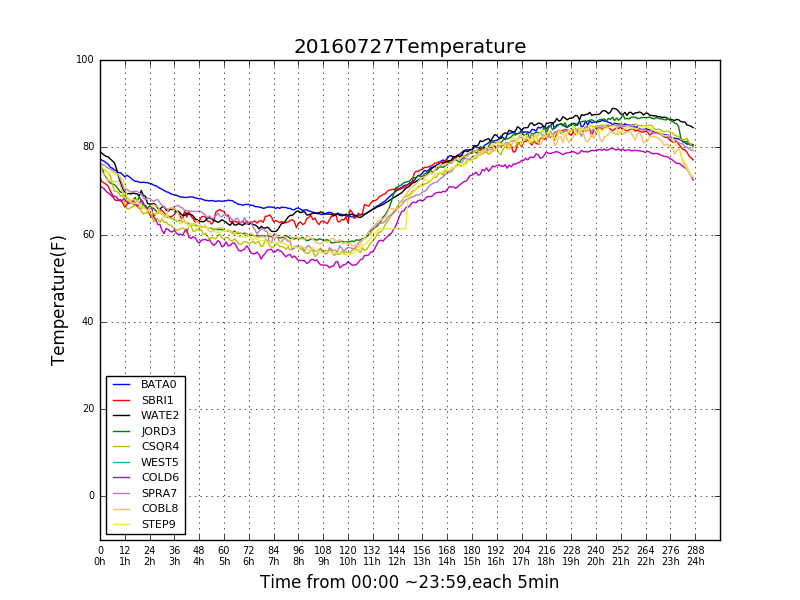 20160727Temperature
100
80
60
40
20
0
Temperature(F)
BATA0
SBRI1
WATE2
JORD3
CSQR4
WEST5
COLD6
SPRA7
COBL8
STEP9
0 12 24 36 48 60 72 84 96 108 120 132 144 156 168 180 192 204 216 228 240 252 264 276 288
0h 1h 2h 3h 4h 5h 6h 7h 8h 9h 10h 11h 12h 13h 14h 15h 16h 17h 18h 19h 20h 21h 22h 23h 24h
Time from 00:00 ~23:59,each 5min